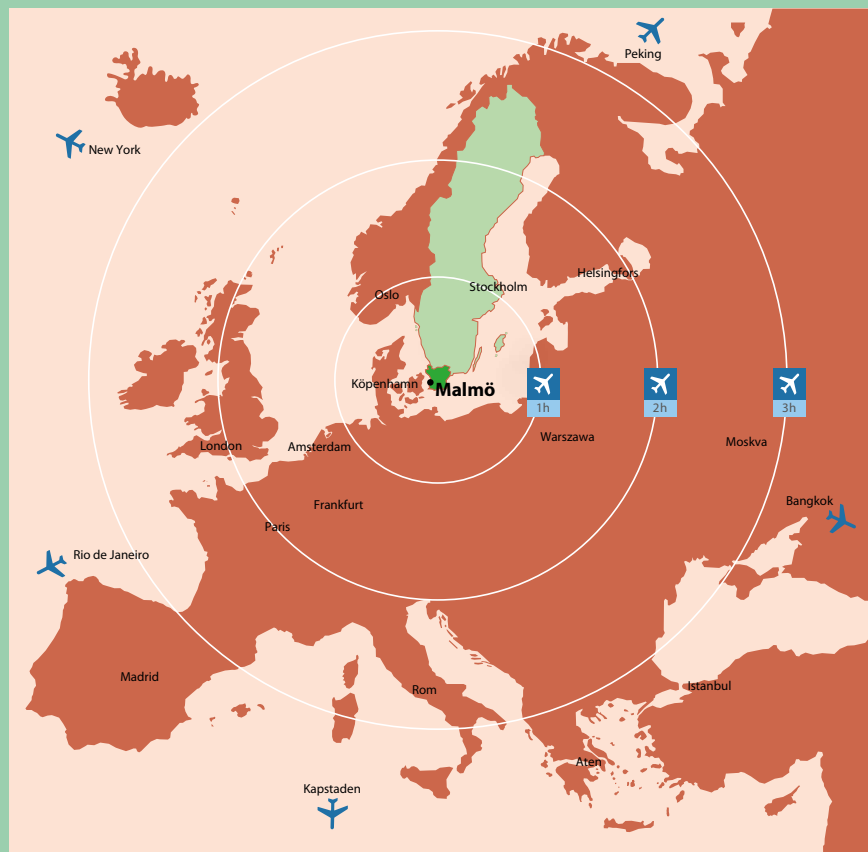 Peking
New York
Helsingfors
Stockholm
Oslo
Köpenhamn
Malmö
1h
2h
3h
Warszawa
Moskva
London
Amsterdam
Bangkok
Frankfurt
Paris
Rio de Janeiro
Madrid
Rom
Istanbul
Aten
Kapstaden